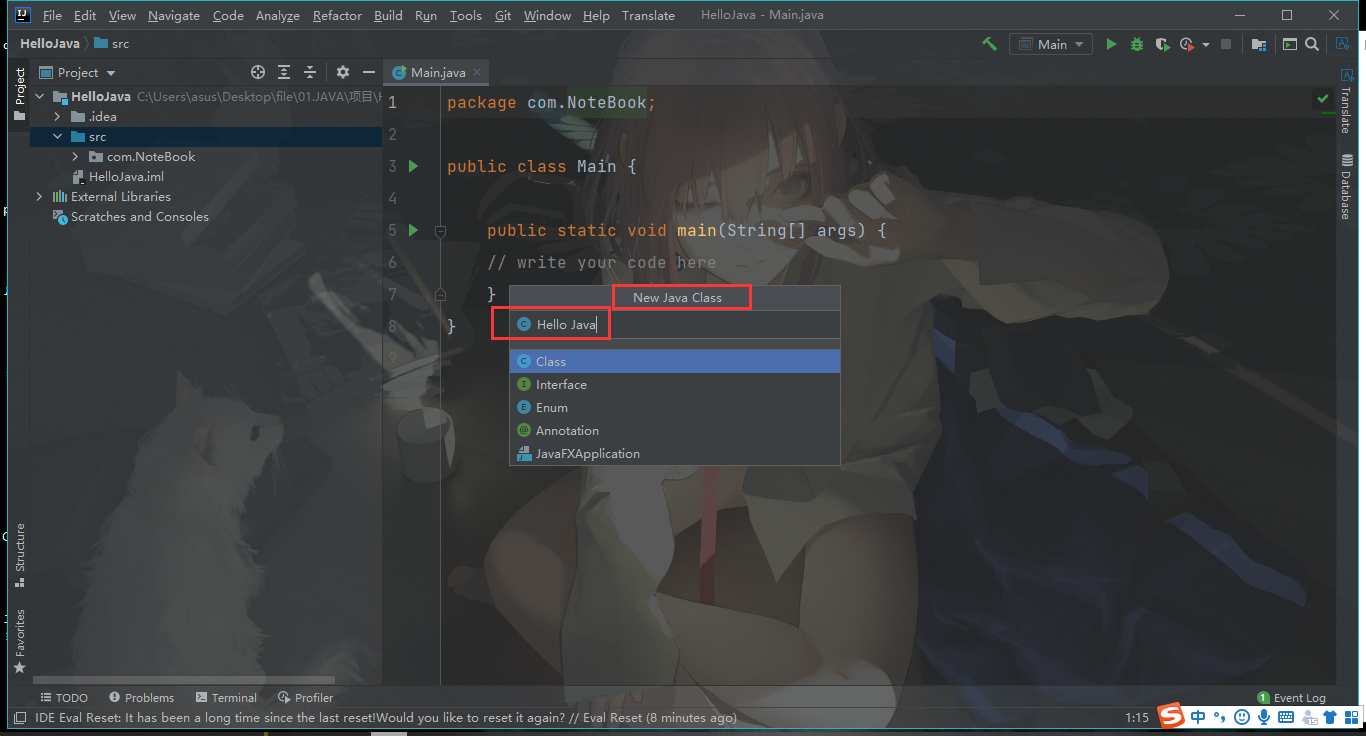 File Edit View Navigate Code Analyze Refactor Build Run Tools Git Window Help Translate HelloJava - Main.java
HelloJava src
Main
Project
Main.java
Project
HelloJava C:\Users\asus\Desktop\file\01.JAVA\项目\H
.idea
src
com.NoteBook
HelloJava.iml
External Libraries
Scratches and Consoles
1 package com.NoteBook;
2
3 public class Main {
4
5 public static void main(String[] args) {
6 // write your code here
7 }
8 }
9
New Java Class
Hello Java
Class
Interface
Enum
Annotation
JavaFXApplication
Translate
Database
Structure
Favorites
TODO Problems Terminal Profiler
1 Event Log
IDE Eval Reset: It has been a long time since the last reset!Would you like to reset it again? // Eval Reset (8 minutes ago)
1:15
中